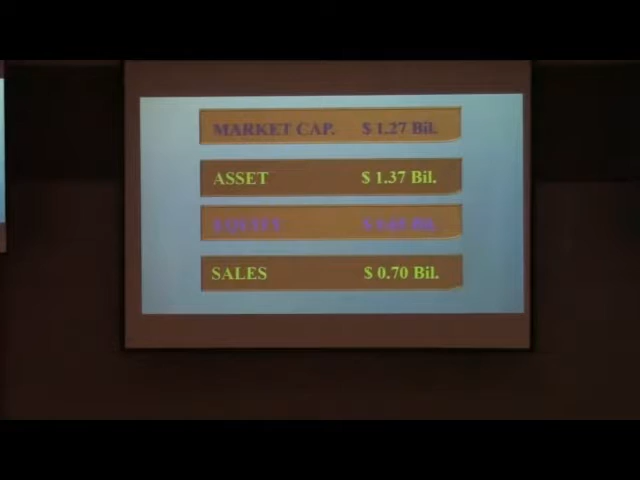 MARKET CAP. $ 1.27 Bil.
ASSET $ 1.37 Bil.
EQUITY
SALES $ 0.70 Bil.